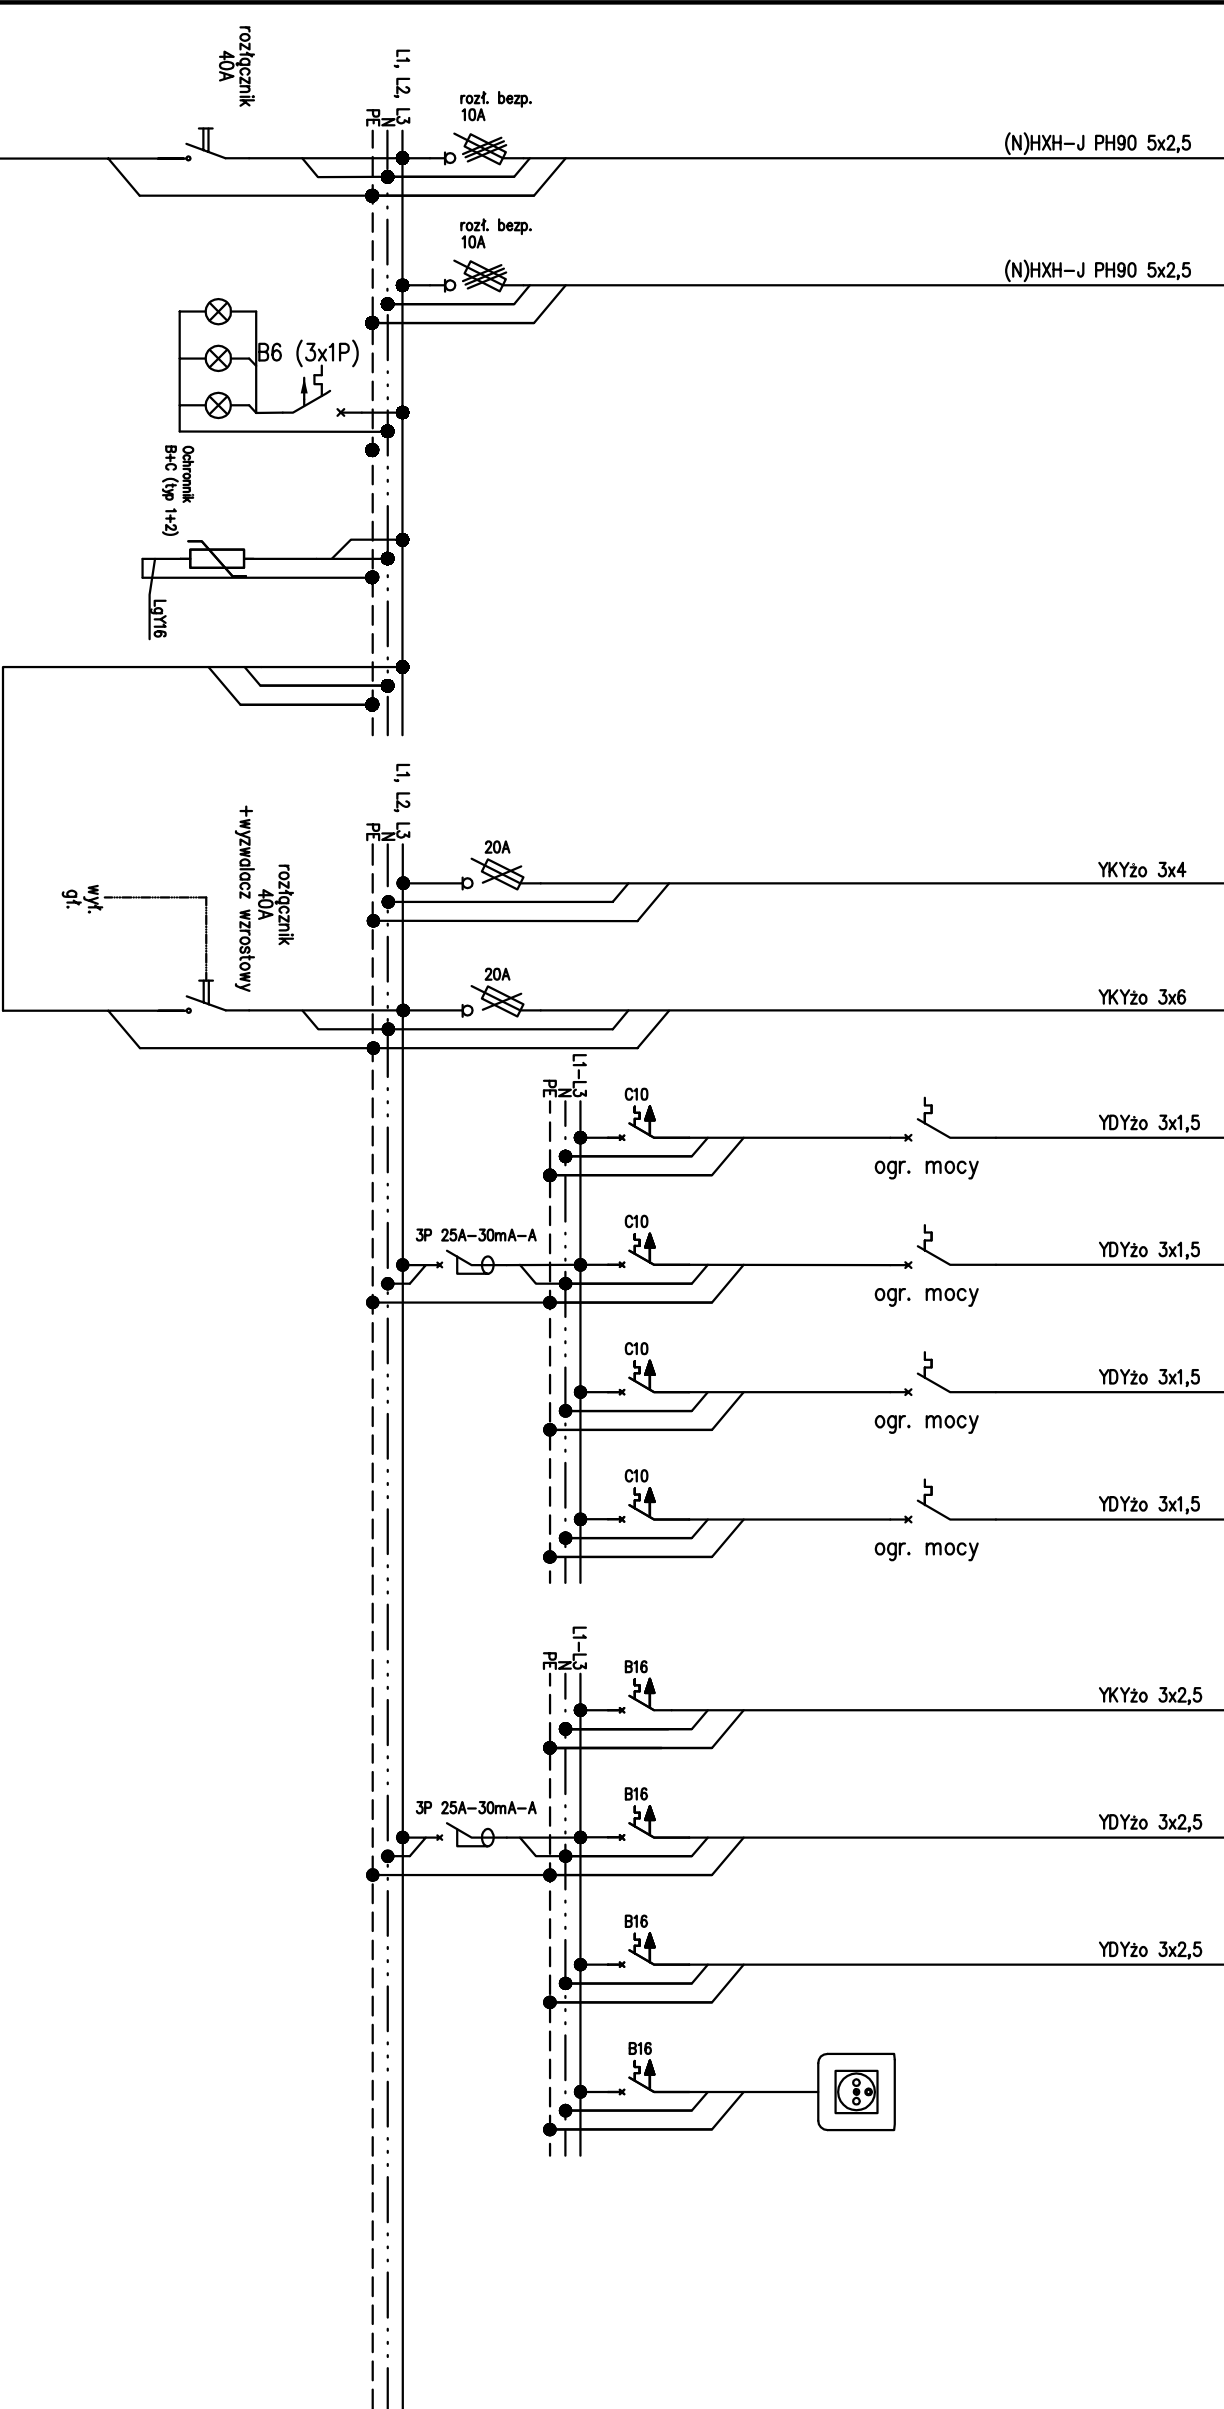 rozłącznik
40A
L1, L2, L3
N
PE
rozł. bezp.
10A
(N)HXH-J PH90 5x2,5
rozł. bezp.
10A
(N)HXH-J PH90 5x2,5
B6 (3x1P)
Ochronnik
B+C (typ 1+2)
LgY16
L1, L2, L3
N
PE
rozłącznik
40A
+wyzwalacz wzrostowy
wył.
gł.
20A
YKYżo 3x4
20A
YKYżo 3x6
L1-L3
N
PE
C10
YDYżo 3x1,5
ogr. mocy
3P 25A-30mA-A
C10
YDYżo 3x1,5
ogr. mocy
C10
YDYżo 3x1,5
ogr. mocy
C10
YDYżo 3x1,5
ogr. mocy
L1-L3
N
PE
B16
YKYżo 3x2,5
3P 25A-30mA-A
B16
YDYżo 3x2,5
B16
YDYżo 3x2,5
B16